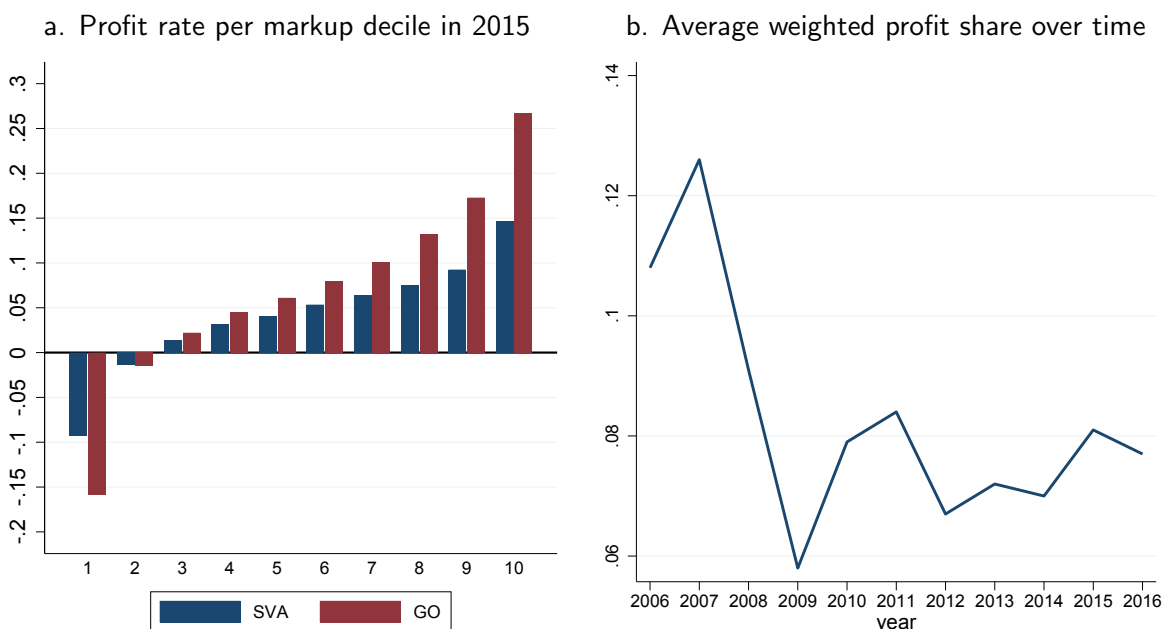 a. Profit rate per markup decile in 2015
.3
.25
.2
.15
.1
.05
0
-.05
-.1
-.15
-.2
1 2 3 4 5 6 7 8 9 10
SVA GO
b. Average weighted profit share over time
.14
.12
.1
.08
.06
2006 2007 2008 2009 2010 2011 2012 2013 2014 2015 2016
year